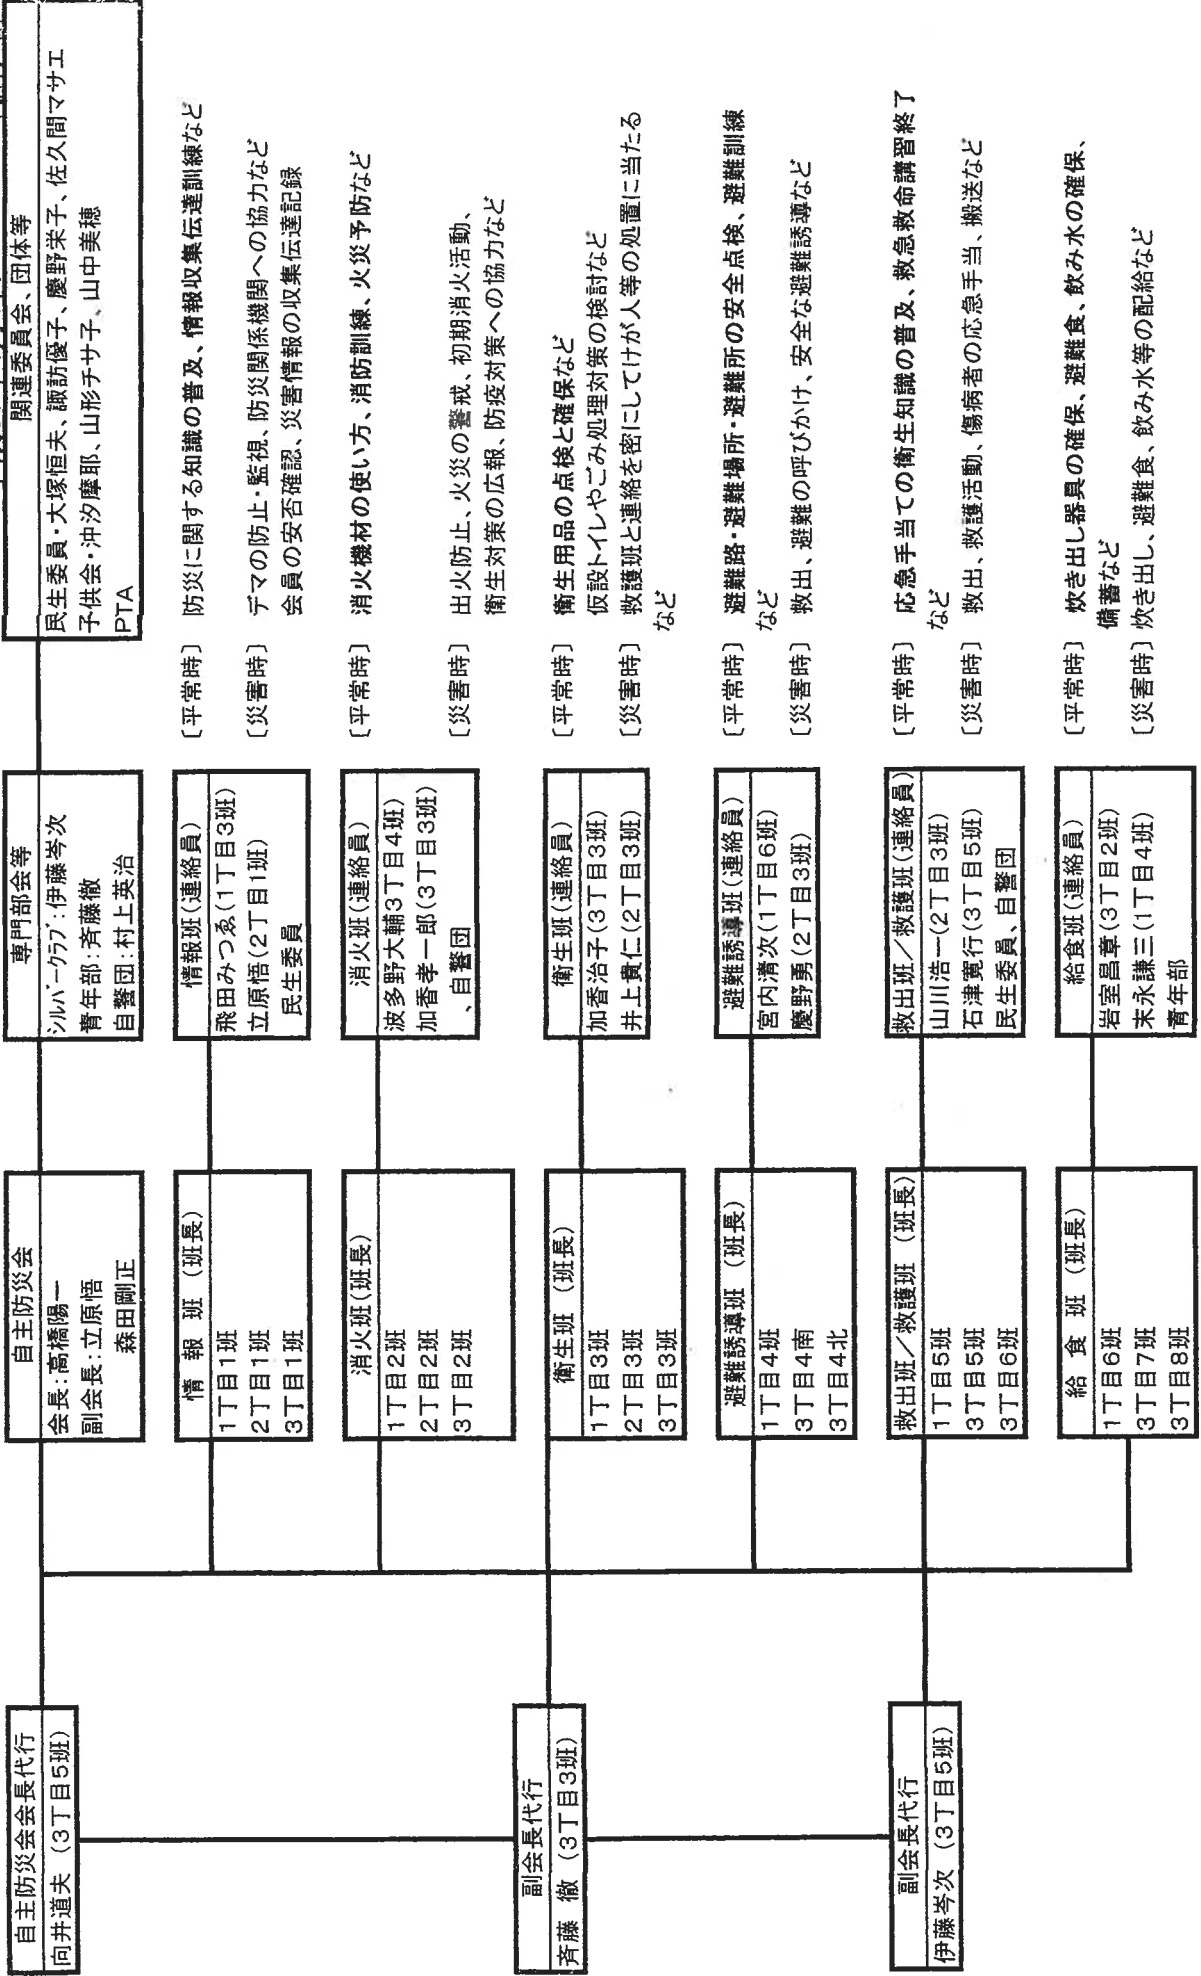 自主防災会会長代行
向井道夫 (3丁目5班)
副会長代行
斉藤 徹 (3丁目3班)
副会長代行
伊藤岑次 (3丁目5班)
自主防災会
会長:高橋陽一
副会長:立原悟
森田剛正
専門部会等
シルバークラブ:伊藤岑次
青年部:斉藤徹
自警団:村上英治
関連委員会、団体等
民生委員・大塚恒夫、諏訪優子、慶野栄子、佐久間マサエ
子供会・沖汐摩耶、山形チサ子、山中美穂
PTA
情 報 班 (班長)
1丁目1班
2丁目1班
3丁目1班
情報班(連絡員)
飛田みつゑ(1丁目3班)
立原悟(2丁目1班)
民生委員
[平常時] 防災に関する知識の普及、情報収集伝達訓練など
[災害時] デマの防止・監視、防災関係機関への協力など
会員の安否確認、災害情報の収集伝達記録
消火班(班長)
1丁目2班
2丁目2班
3丁目2班
消火班(連絡員)
波多野大輔3丁目4班)
加香孝一郎(3丁目3班)
、自警団
[平常時] 消火機材の使い方、消防訓練、火災予防など
[災害時] 出火防止、火災の警戒、初期消火活動、
衛生対策の広報、防疫対策への協力など
衛生班 (班長)
1丁目3班
2丁目3班
3丁目3班
衛生班(連絡員)
加香治子(3丁目3班)
井上貴仁(2丁目3班)
[平常時] 衛生用品の点検と確保など
仮設トイレやごみ処理対策の検討など
[災害時] 救護班と連絡を密にしてけが人等の処置に当たる
など
避難誘導班 (班長)
1丁目4班
3丁目4南
3丁目4北
避難誘導班(連絡員)
宮内清次(1丁目6班)
慶野勇(2丁目3班)
[平常時] 避難路・避難場所・避難所の安全点検、避難訓練
など
[災害時] 救出、避難の呼びかけ、安全な避難誘導など
救出班/救護班 (班長)
1丁目5班
3丁目5班
3丁目6班
救出班/救護班(連絡員)
山川浩一(2丁目3班)
石津寛行(3丁目5班)
民生委員、自警団
[平常時] 応急手当ての衛生知識の普及、救急救命講習終了
など
[災害時] 救出、救護活動、傷病者の応急手当、搬送など
給 食 班 (班長)
1丁目6班
3丁目7班
3丁目8班
給食班(連絡員)
岩室昌章(3丁目2班)
末永謙三(1丁目4班)
青年部
[平常時] 炊き出し器具の確保、避難食、飲み水の確保、
備蓄など
[災害時] 炊き出し、避難食、飲み水等の配給など